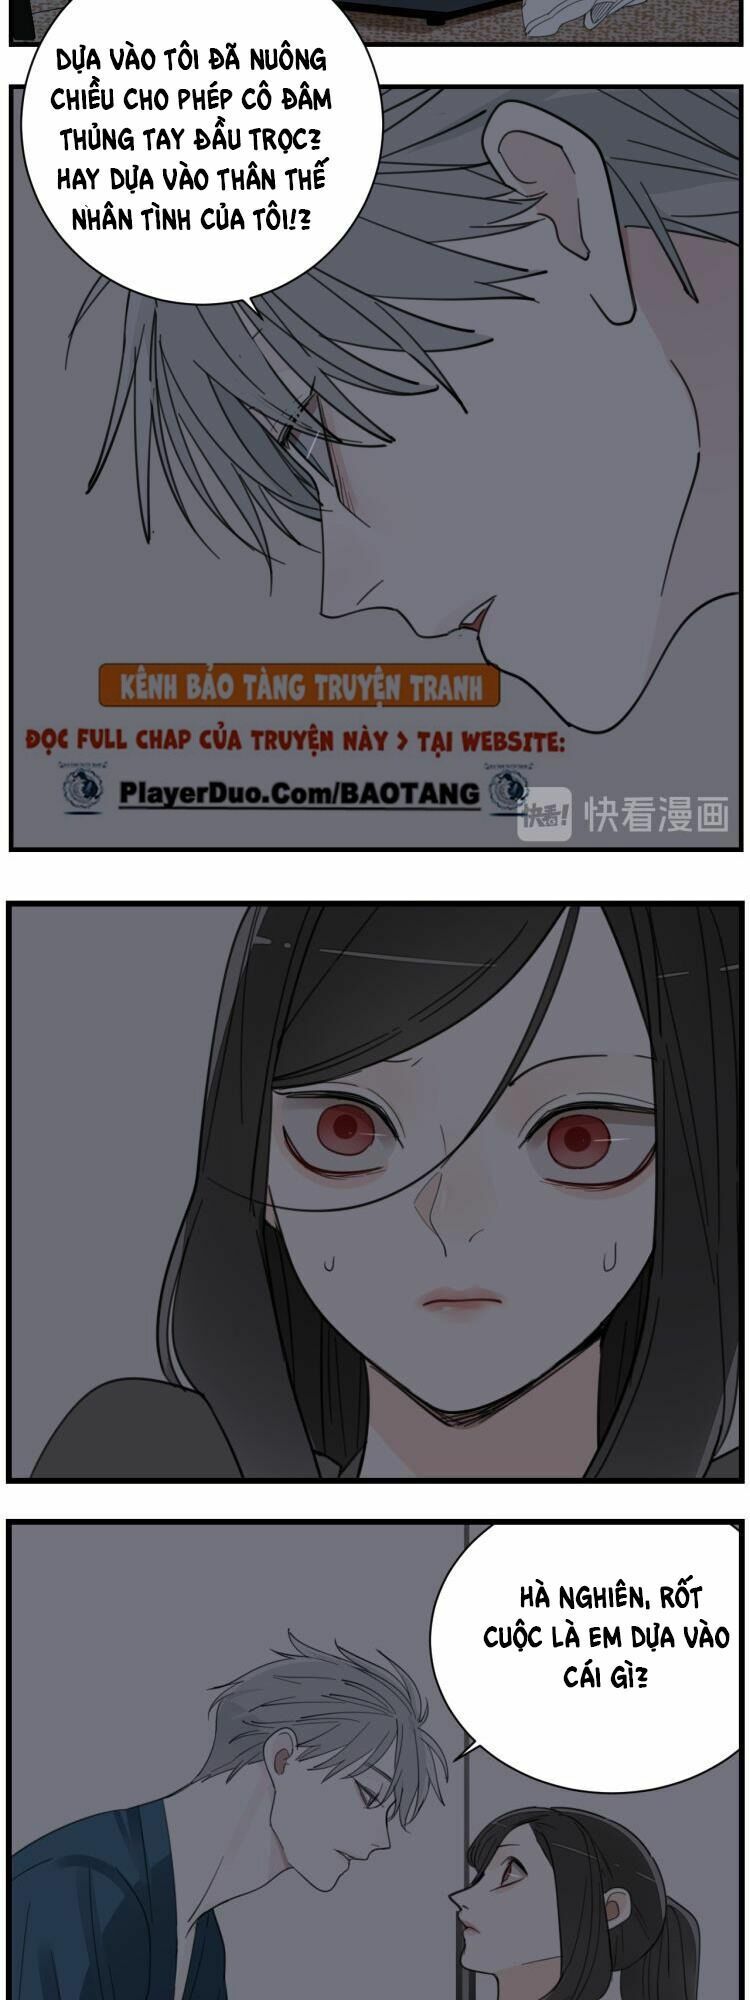 DỰA VÀO TÔI ĐÃ NUÔNG
CHIỀU CHO PHÉP CÔ ĐÂM
THỦNG TAY ĐẦU TRỌC?
HAY DỰA VÀO THÂN THẾ
NHÂN TÌNH CỦA TÔI!?
KÊNH BẢO TÀNG TRUYỆN TRANH
ĐỌC FULL CHAP CỦA TRUYỆN NÀY > TẠI WEBSITE:
PlayerDuo.Com/BAOTANG
快看! 快看漫画
HÀ NGHIÊN, RỐT
CUỘC LÀ EM DỰA VÀO
CÁI GÌ?